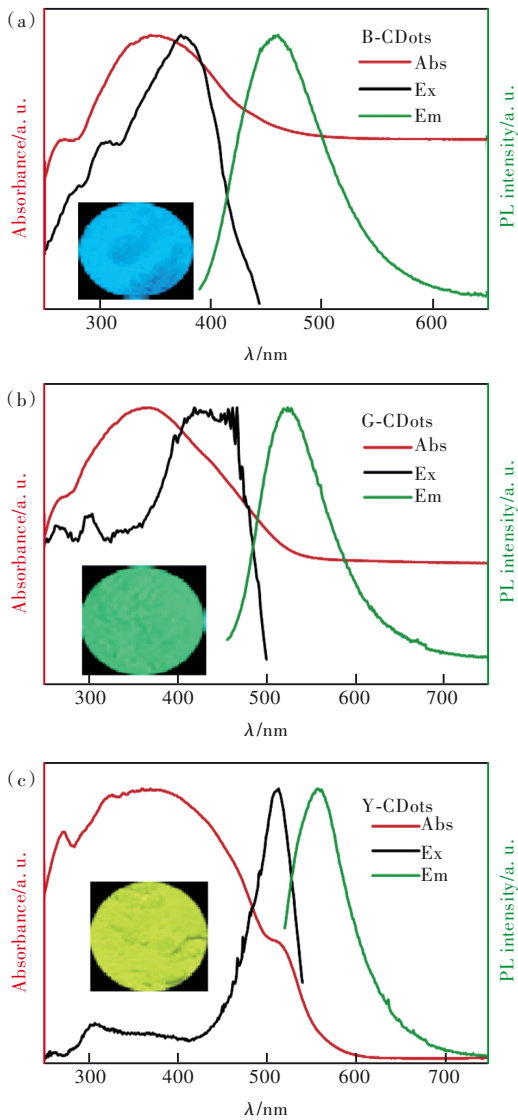 (a)
B-CDots
Abs
Ex
Em
Absorbance/a. u.
PL intensity/a. u.
300 400 500 600
λ/nm
(b)
G-CDots
Abs
Ex
Em
Absorbance/a. u.
PL intensity/a. u.
300 400 500 600 700
λ/nm
(c)
Y-CDots
Abs
Ex
Em
Absorbance/a. u.
PL intensity/a. u.
300 400 500 600 700
λ/nm